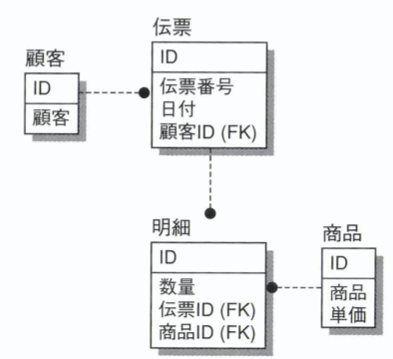 伝票
ID
伝票番号
日付
顧客ID (FK)
顧客
ID
顧客
明細
ID
数量
伝票ID (FK)
商品ID (FK)
商品
ID
商品
単価